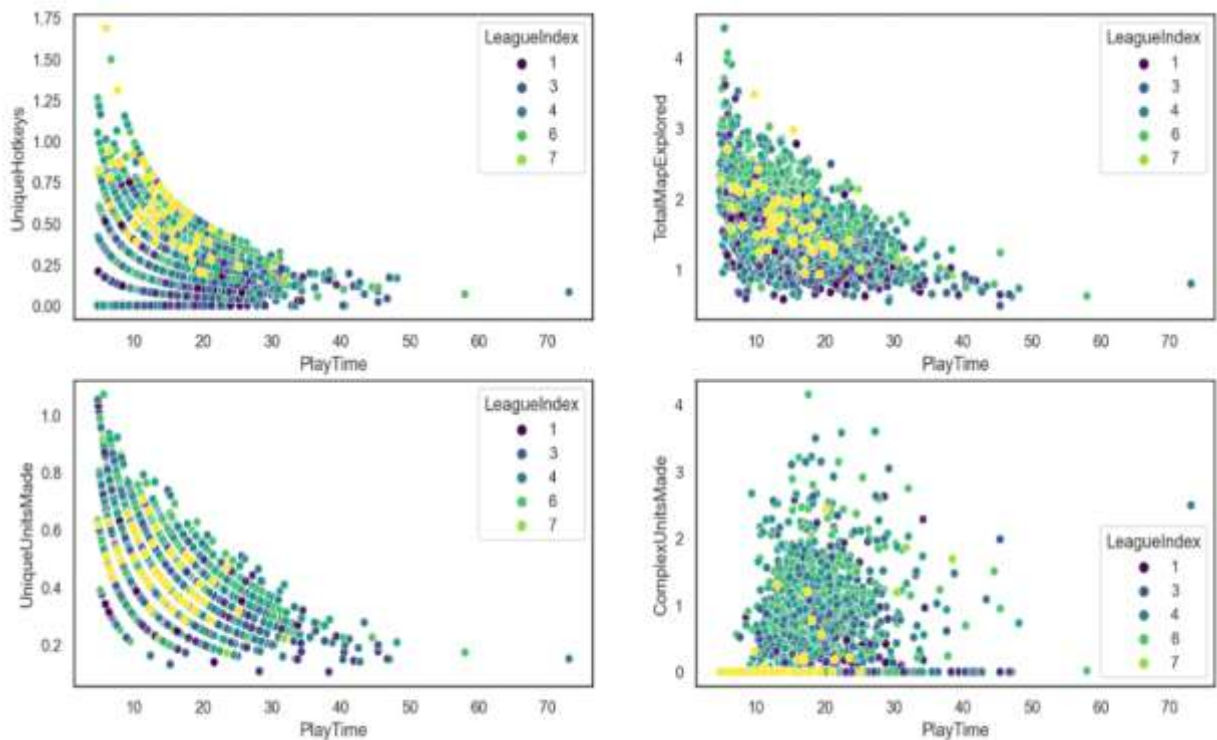 1.75
1.50
1.25
1.00
0.75
0.50
0.25
0.00
UniqueHotkeys
LeagueIndex
1
3
4
6
7
10 20 30 40 50 60 70
PlayTime
4
3
2
1
TotalMapExplored
LeagueIndex
1
3
4
6
7
10 20 30 40 50 60 70
PlayTime
1.0
0.8
0.6
0.4
0.2
UniqueUnitsMade
LeagueIndex
1
3
4
6
7
10 20 30 40 50 60 70
PlayTime
4
3
2
1
0
ComplexUnitsMade
LeagueIndex
1
3
4
6
7
10 20 30 40 50 60 70
PlayTime